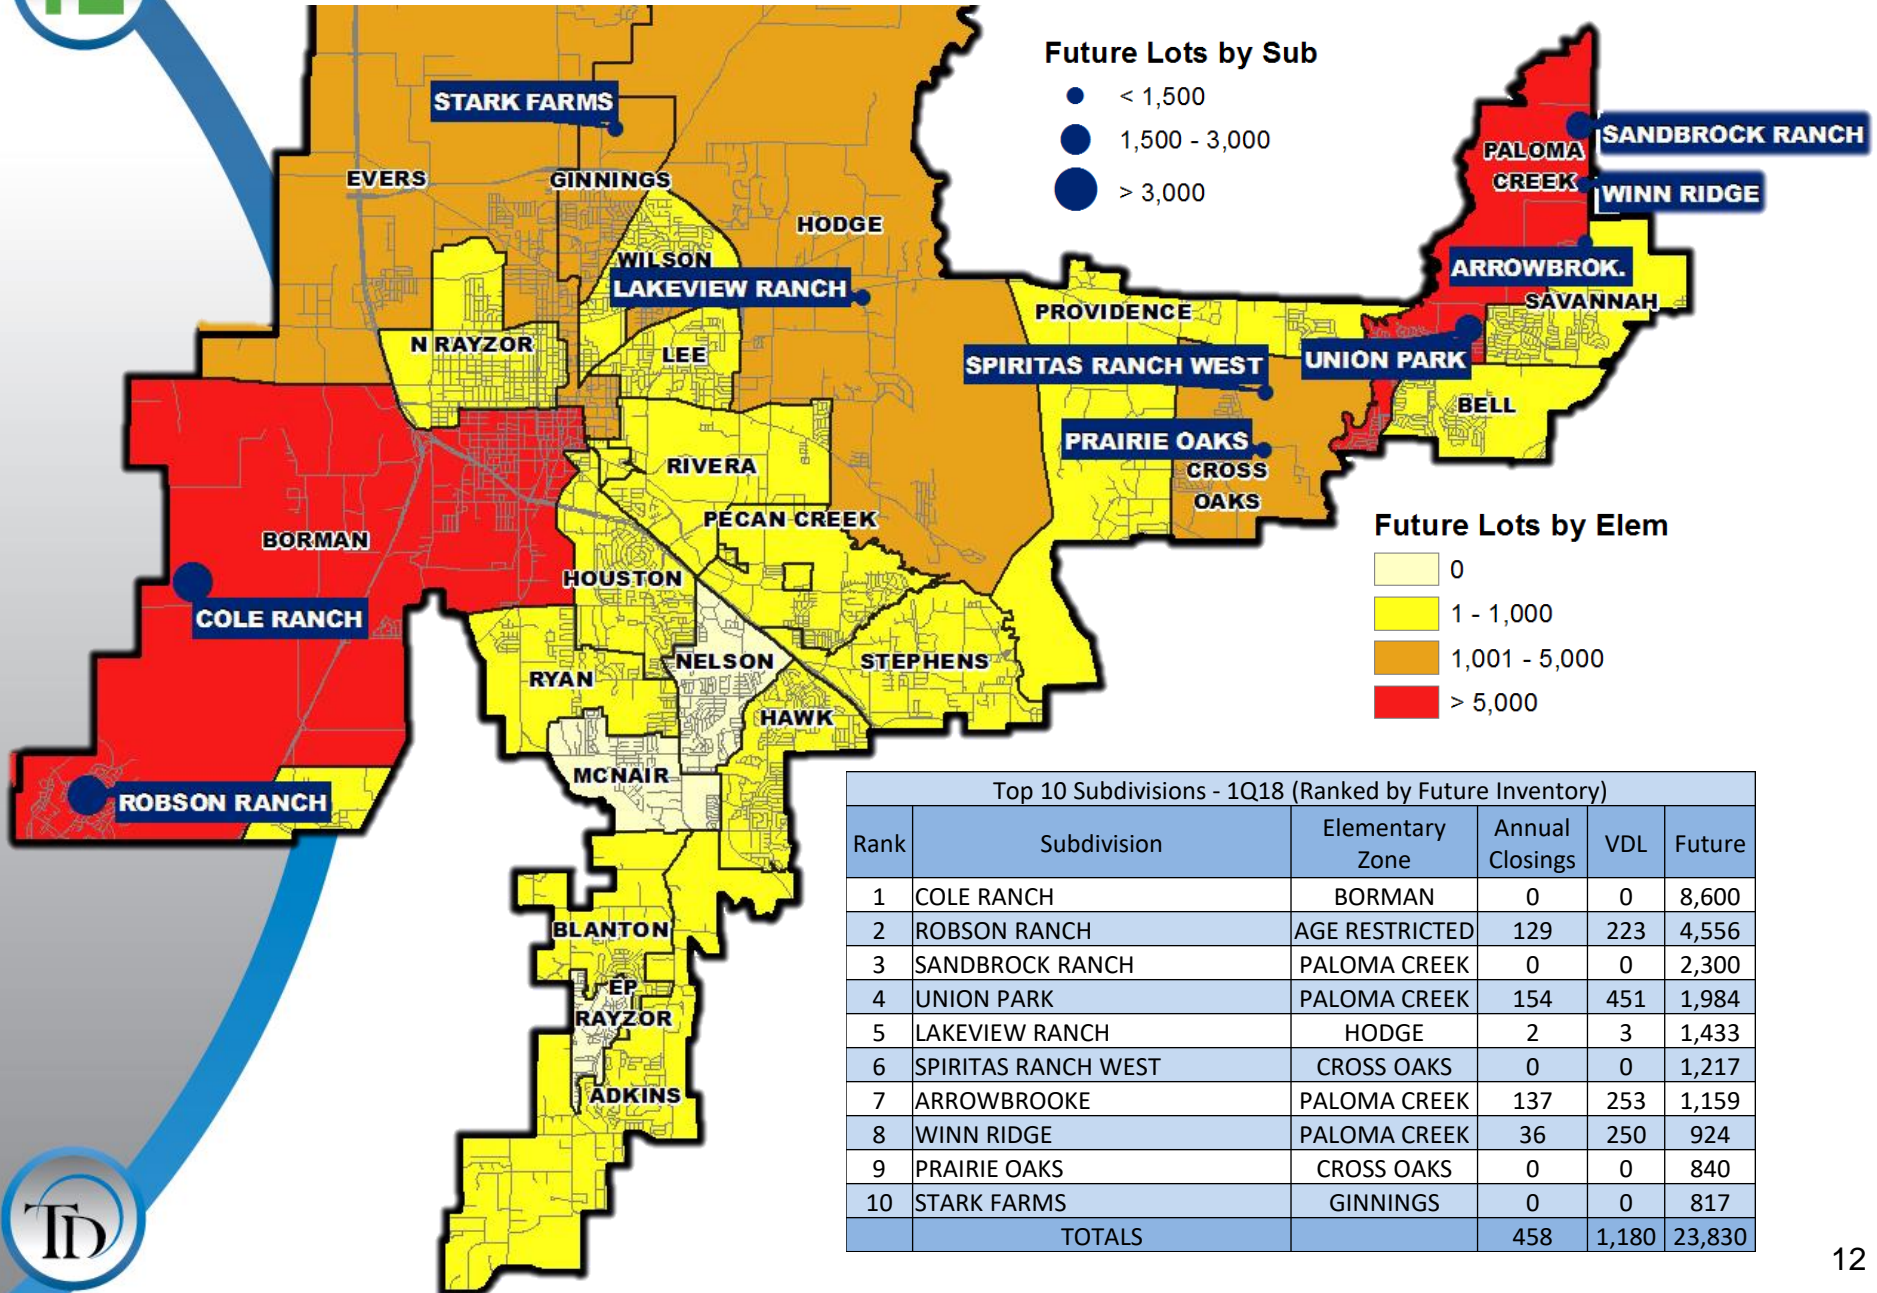 Future Lots by Sub
< 1,500
1,500 - 3,000
> 3,000
STARK FARMS
SANDBROCK RANCH
PALOMA
CREEK
WINN RIDGE
EVERS
GINNINGS
HODGE
WILSON
LAKEVIEW RANCH
ARROWBROK.
SAVANNAH
PROVIDENCE
N RAYZOR
LEE
SPIRITAS RANCH WEST
UNION PARK
BELL
PRAIRIE OAKS
CROSS
OAKS
RIVERA
PECAN CREEK
BORMAN
HOUSTON
COLE RANCH
NELSON
STEPHENS
RYAN
HAWK
MCNAIR
ROBSON RANCH
BLANTON
EP
RAYZOR
ADKINS
Future Lots by Elem
0
1 - 1,000
1,001 - 5,000
> 5,000
Top 10 Subdivisions - 1Q18 (Ranked by Future Inventory)
Rank Subdivision Elementary Zone Annual Closings VDL Future
1 COLE RANCH BORMAN 0 0 8,600
2 ROBSON RANCH AGE RESTRICTED 129 223 4,556
3 SANDBROCK RANCH PALOMA CREEK 0 0 2,300
4 UNION PARK PALOMA CREEK 154 451 1,984
5 LAKEVIEW RANCH HODGE 2 3 1,433
6 SPIRITAS RANCH WEST CROSS OAKS 0 0 1,217
7 ARROWBROOKE PALOMA CREEK 137 253 1,159
8 WINN RIDGE PALOMA CREEK 36 250 924
9 PRAIRIE OAKS CROSS OAKS 0 0 840
10 STARK FARMS GINNINGS 0 0 817
TOTALS 458 1,180 23,830
TD
12